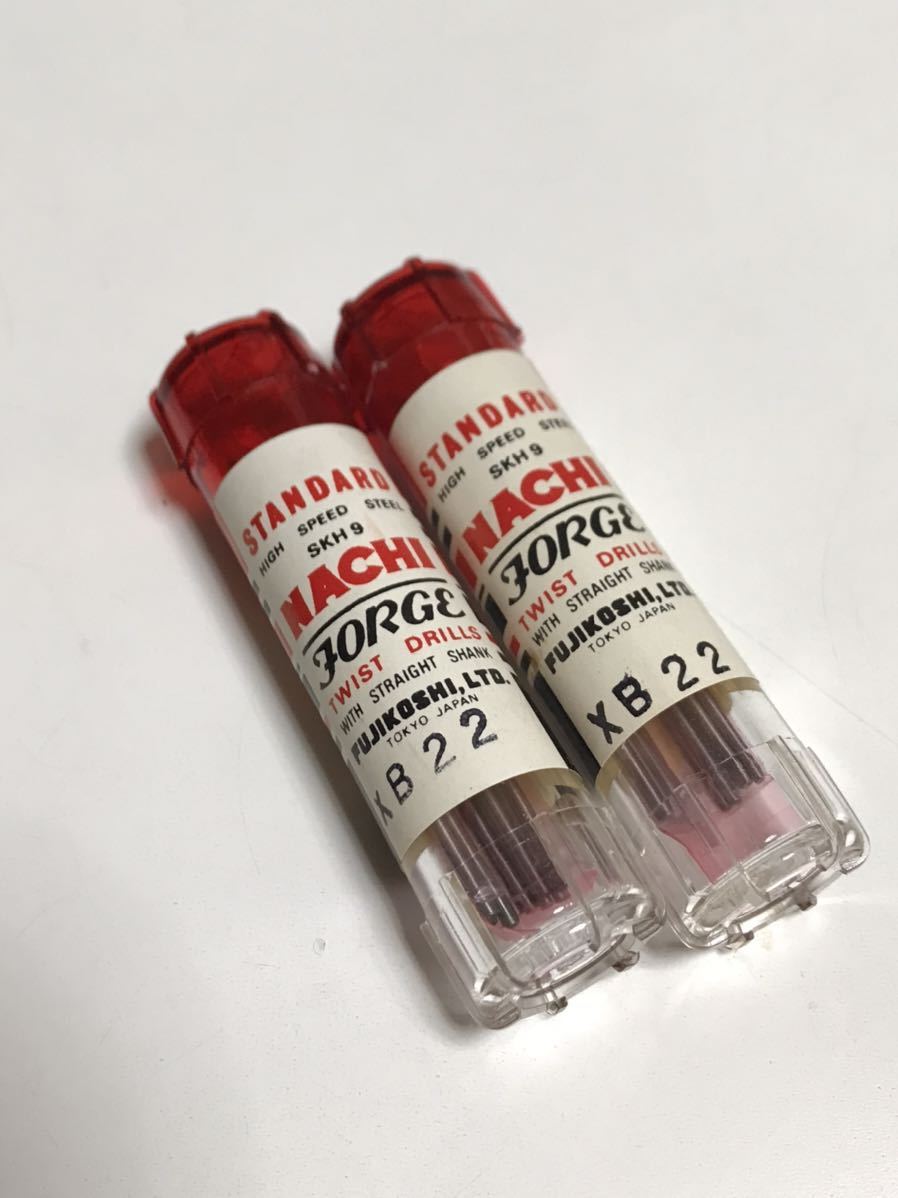 STANDARD
HIGH SPEED STEEL
SKH 9
NACHI
FORGE
TWIST DRILLS
WITH STRAIGHT SHANK
FUJIKOSHI, LTD.
TOKYO JAPAN
XB 22
STANDARD
HIGH SPEED STEEL
SKH 9
NACHI
FORGE
TWIST DRILLS
WITH STRAIGHT SHANK
FUJIKOSHI, LTD.
TOKYO JAPAN
XB 22